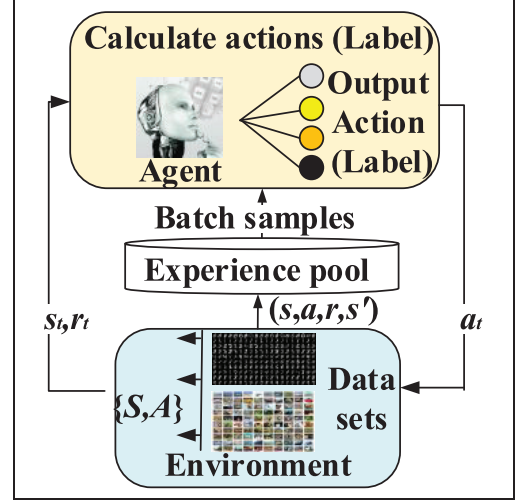 Calculate actions (Label)
Output
Action
(Label)
Agent
Batch samples
Experience pool
(s,a,r,s′)
sₜ,rₜ
aₜ
{S,A}
Data
sets
Environment